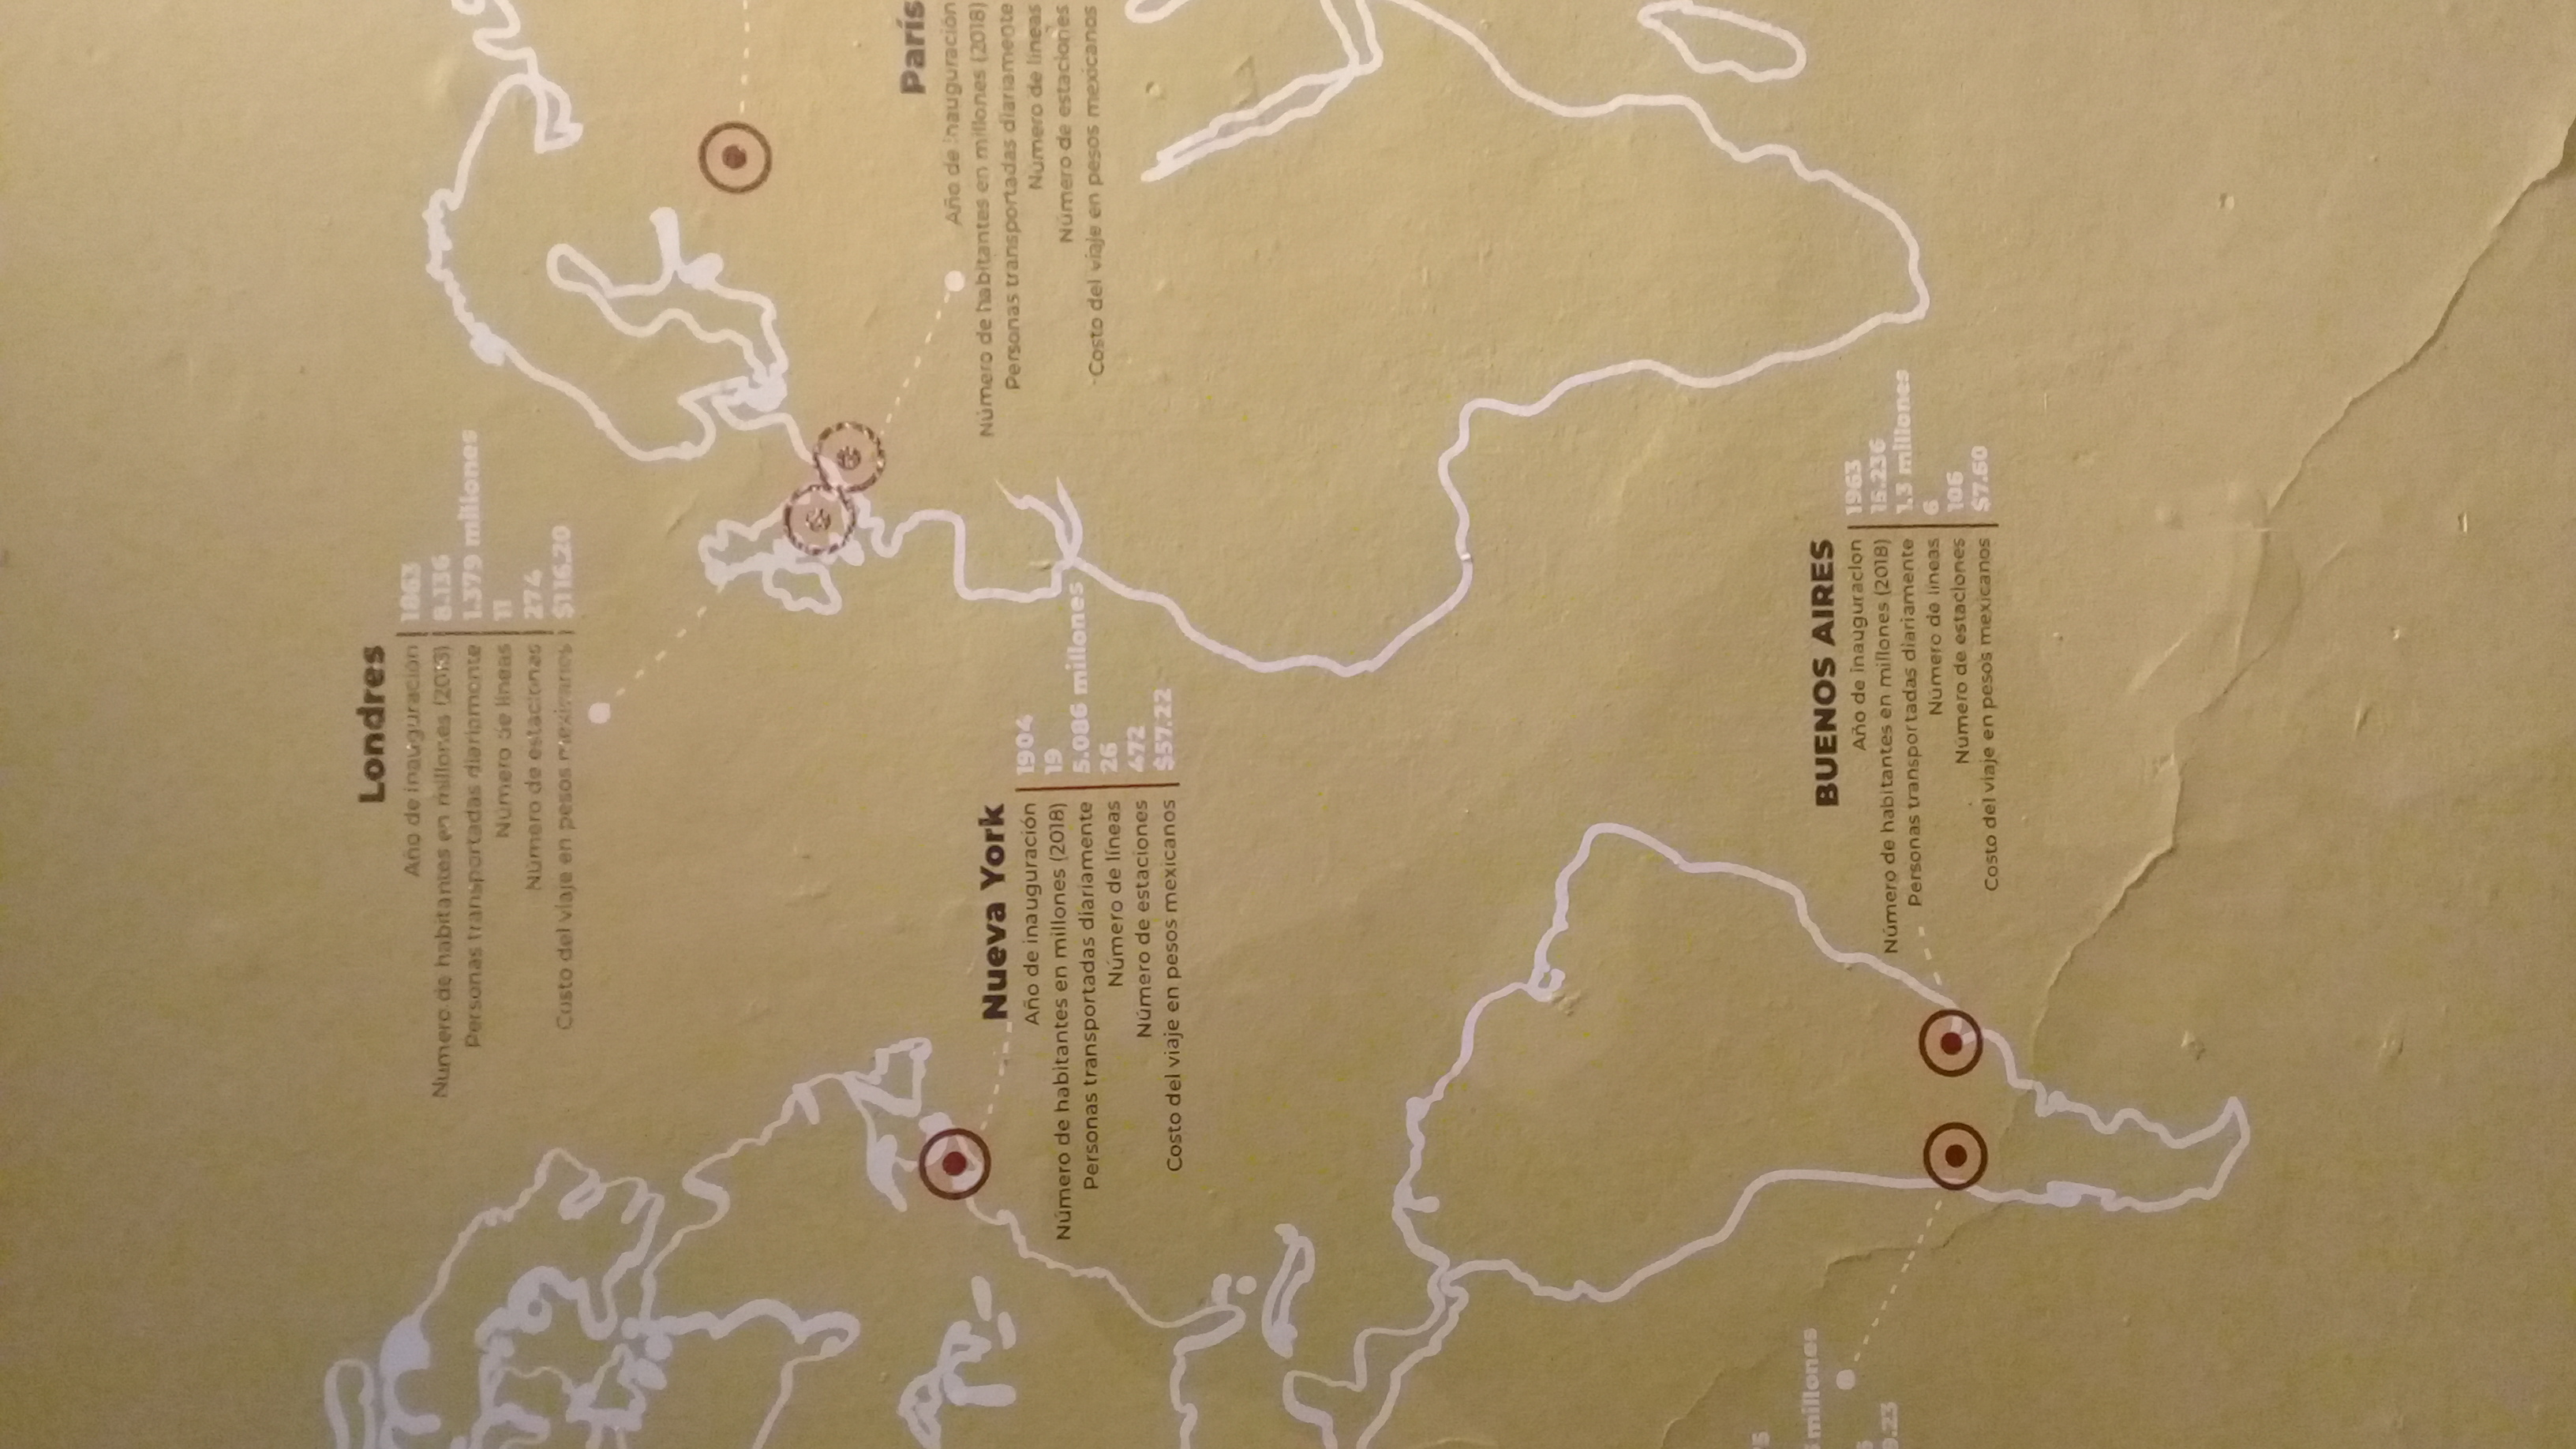 Londres
Año de inauguración 1863
Número de habitantes en millones (2018) 8.136
Personas transportadas diariamente 1.379 millones
Número de líneas 11
Número de estaciones 274
Costo del viaje en pesos mexicanos $116.20
París
Año de inauguración
Número de habitantes en millones (2018)
Personas transportadas diariamente
Número de líneas
Número de estaciones
Costo del viaje en pesos mexicanos
Nueva York
Año de inauguración 1904
Número de habitantes en millones (2018) 19
Personas transportadas diariamente 5.086 millones
Número de líneas 26
Número de estaciones 472
Costo del viaje en pesos mexicanos $57.22
millones
9.23
BUENOS AIRES
Año de inauguración 1963
Número de habitantes en millones (2018) 15.236
Personas transportadas diariamente 1.3 millones
Número de líneas 6
Número de estaciones 106
Costo del viaje en pesos mexicanos $7.60